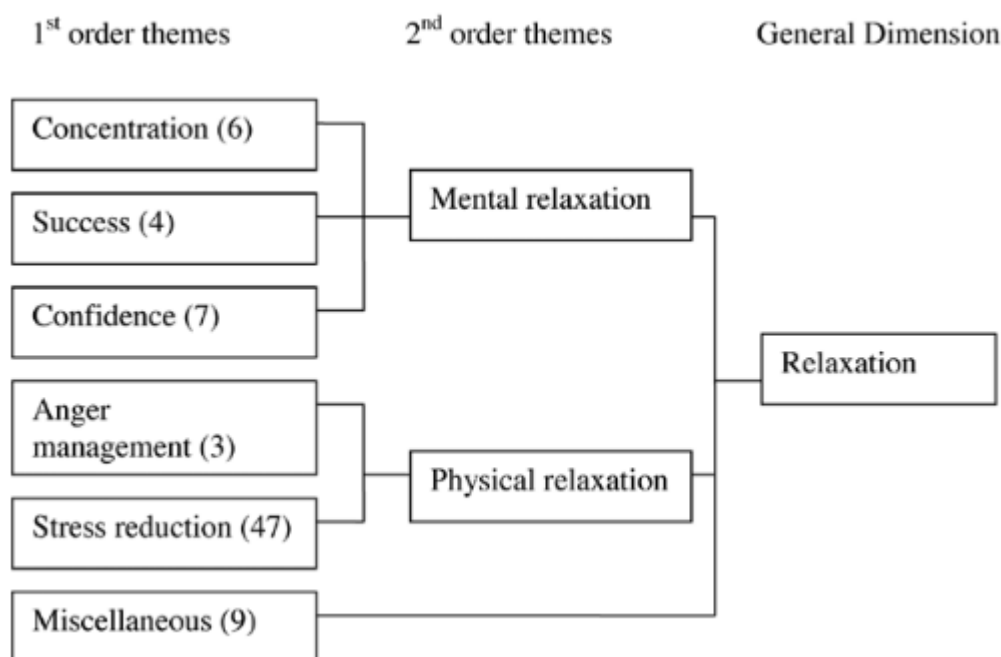 1st order themes
2nd order themes
General Dimension
Concentration (6)
Success (4)
Confidence (7)
Anger
management (3)
Stress reduction (47)
Miscellaneous (9)
Mental relaxation
Physical relaxation
Relaxation